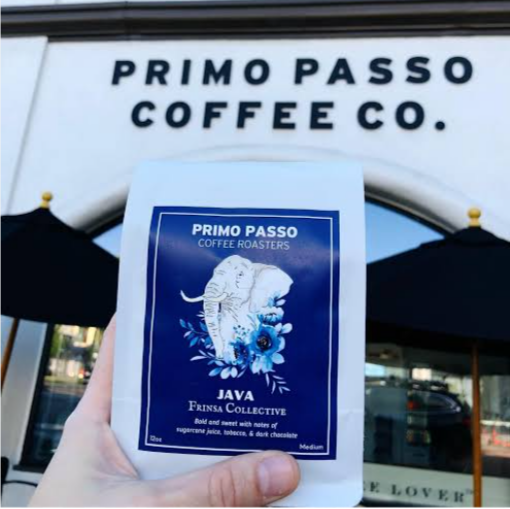 PRIMO PASSO
COFFEE CO.
PRIMO PASSO
COFFEE ROASTERS
JAVA
FRINSA COLLECTIVE
Bold and sweet with notes of
sugarcane juice, tobacco, & dark chocolate
12oz
Medium
E LOVER